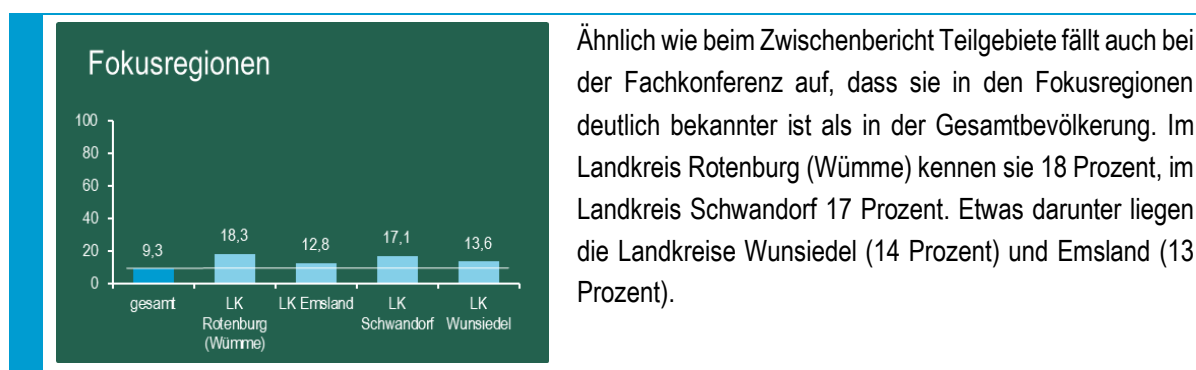 Fokusregionen
100
80
60
40
20
0
9,3
18,3
12,8
17,1
13,6
gesamt
LK
Rotenburg
(Wümme)
LK Emsland
LK
Schwandorf
LK
Wunsiedel
Ähnlich wie beim Zwischenbericht Teilgebiete fällt auch bei
der Fachkonferenz auf, dass sie in den Fokusregionen
deutlich bekannter ist als in der Gesamtbevölkerung. Im
Landkreis Rotenburg (Wümme) kennen sie 18 Prozent, im
Landkreis Schwandorf 17 Prozent. Etwas darunter liegen
die Landkreise Wunsiedel (14 Prozent) und Emsland (13
Prozent).